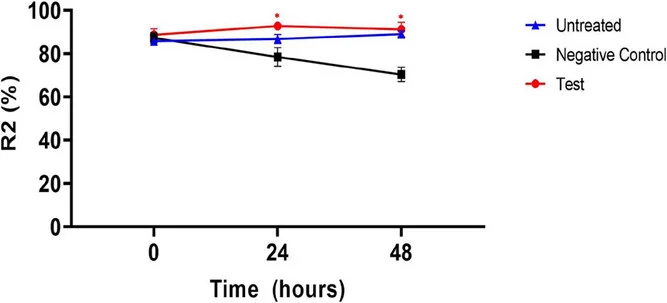 100
80
60
40
20
0
R2 (%)
* *
0 24 48
Time (hours)
Untreated
Negative Control
Test